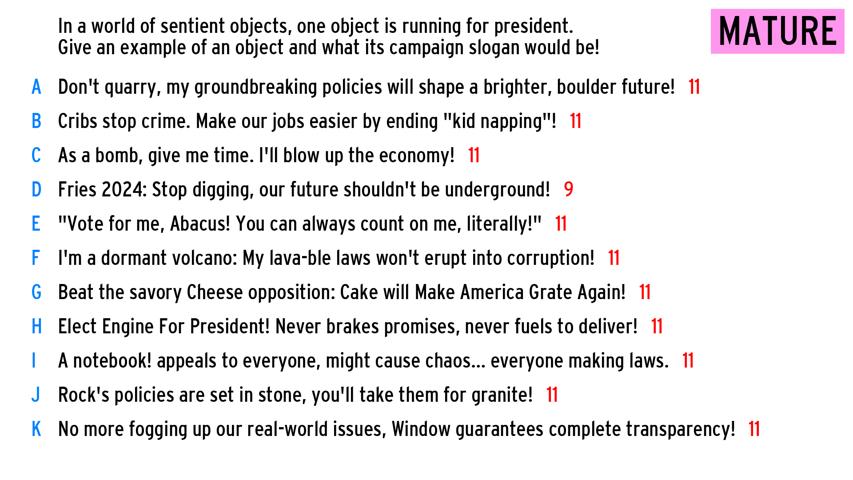 In a world of sentient objects, one object is running for president.
Give an example of an object and what its campaign slogan would be!
MATURE
A Don't quarry, my groundbreaking policies will shape a brighter, boulder future! 11
B Cribs stop crime. Make our jobs easier by ending "kid napping"! 11
C As a bomb, give me time. I'll blow up the economy! 11
D Fries 2024: Stop digging, our future shouldn't be underground! 9
E "Vote for me, Abacus! You can always count on me, literally!" 11
F I'm a dormant volcano: My lava-ble laws won't erupt into corruption! 11
G Beat the savory Cheese opposition: Cake will Make America Grate Again! 11
H Elect Engine For President! Never brakes promises, never fuels to deliver! 11
I A notebook! appeals to everyone, might cause chaos... everyone making laws. 11
J Rock's policies are set in stone, you'll take them for granite! 11
K No more fogging up our real-world issues, Window guarantees complete transparency! 11